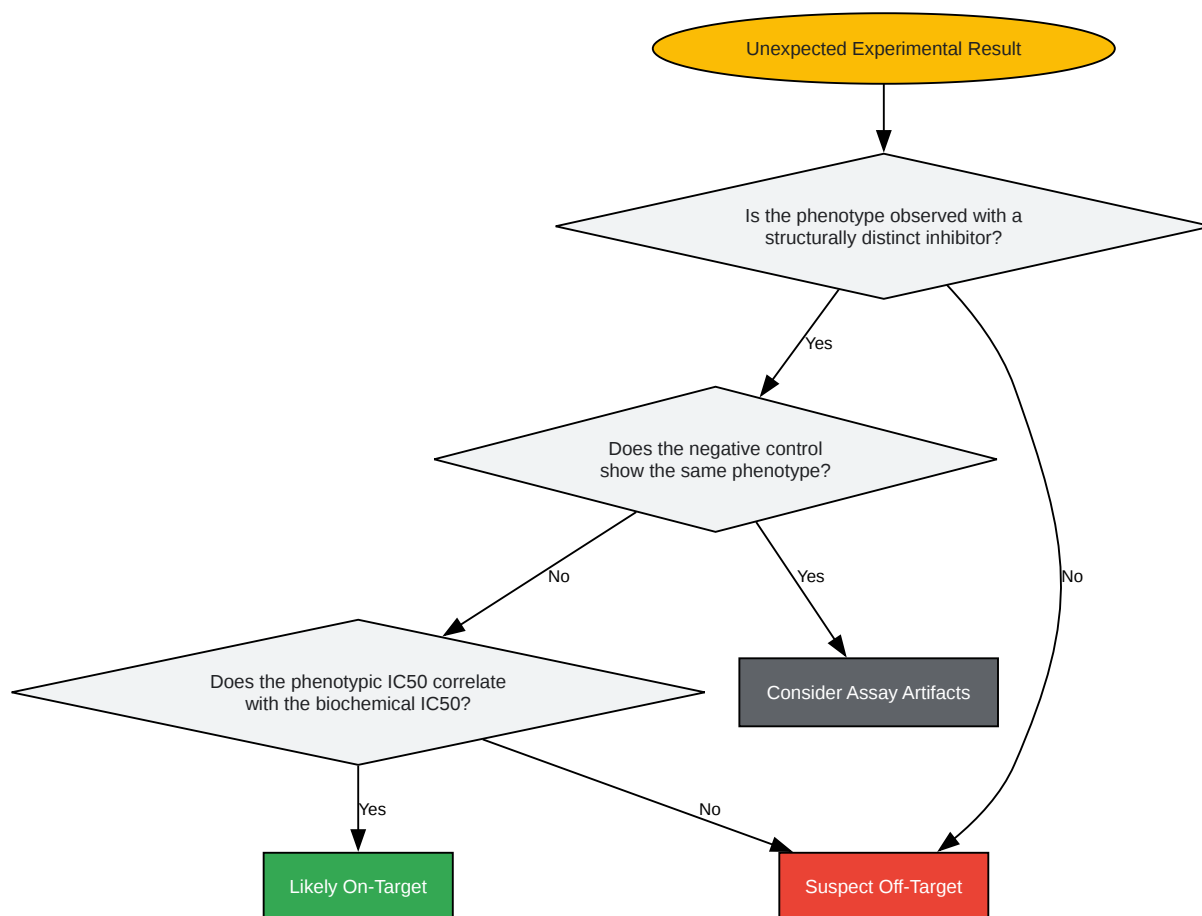 Unexpected Experimental Result
Is the phenotype observed with a
structurally distinct inhibitor?
Yes
No
Does the negative control
show the same phenotype?
No
Yes
Does the phenotypic IC50 correlate
with the biochemical IC50?
Consider Assay Artifacts
Yes
No
Likely On-Target
Suspect Off-Target